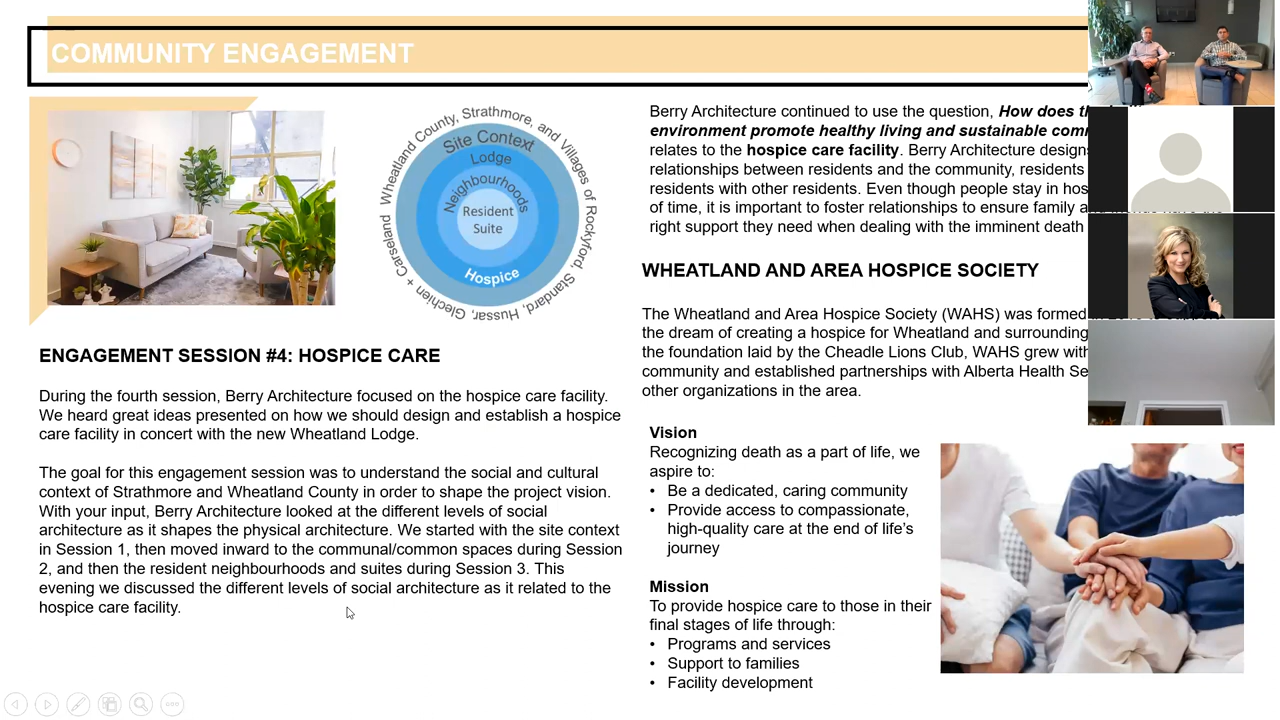 COMMUNITY ENGAGEMENT
Wheatland County, Strathmore, and Villages of Rockyford, Standard, Hussar, Gleichen + Carseland
Site Context
Lodge
Neighbourhoods
Resident
Suite
Hospice
ENGAGEMENT SESSION #4: HOSPICE CARE
During the fourth session, Berry Architecture focused on the hospice care facility.
We heard great ideas presented on how we should design and establish a hospice
care facility in concert with the new Wheatland Lodge.
The goal for this engagement session was to understand the social and cultural
context of Strathmore and Wheatland County in order to shape the project vision.
With your input, Berry Architecture looked at the different levels of social
architecture as it shapes the physical architecture. We started with the site context
in Session 1, then moved inward to the communal/common spaces during Session
2, and then the resident neighbourhoods and suites during Session 3. This
evening we discussed the different levels of social architecture as it related to the
hospice care facility.
Berry Architecture continued to use the question, How does
environment promote healthy living and sustainable
relates to the hospice care facility. Berry Architecture
relationships between residents and the community, residents
residents with other residents. Even though people stay in
of time, it is important to foster relationships to ensure family
right support they need when dealing with the imminent death
WHEATLAND AND AREA HOSPICE SOCIETY
The Wheatland and Area Hospice Society (WAHS) was formed
the dream of creating a hospice for Wheatland and surrounding
the foundation laid by the Cheadle Lions Club, WAHS grew
community and established partnerships with Alberta Health
other organizations in the area.
Vision
Recognizing death as a part of life, we
aspire to:
• Be a dedicated, caring community
• Provide access to compassionate,
high-quality care at the end of life's
journey
Mission
To provide hospice care to those in their
final stages of life through:
• Programs and services
• Support to families
• Facility development